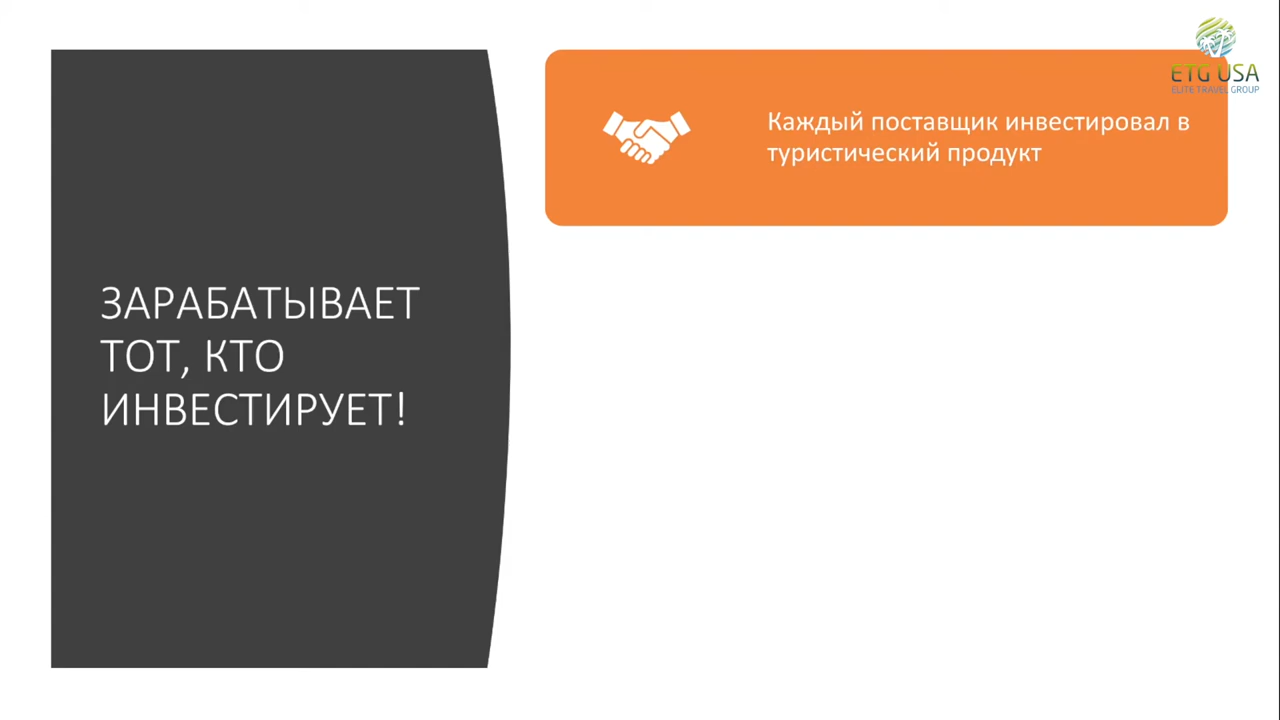 ETG USA
ELITE TRAVEL GROUP
Каждый поставщик инвестировал в
туристический продукт
ЗАРАБАТЫВАЕТ
ТОТ, КТО
ИНВЕСТИРУЕТ!